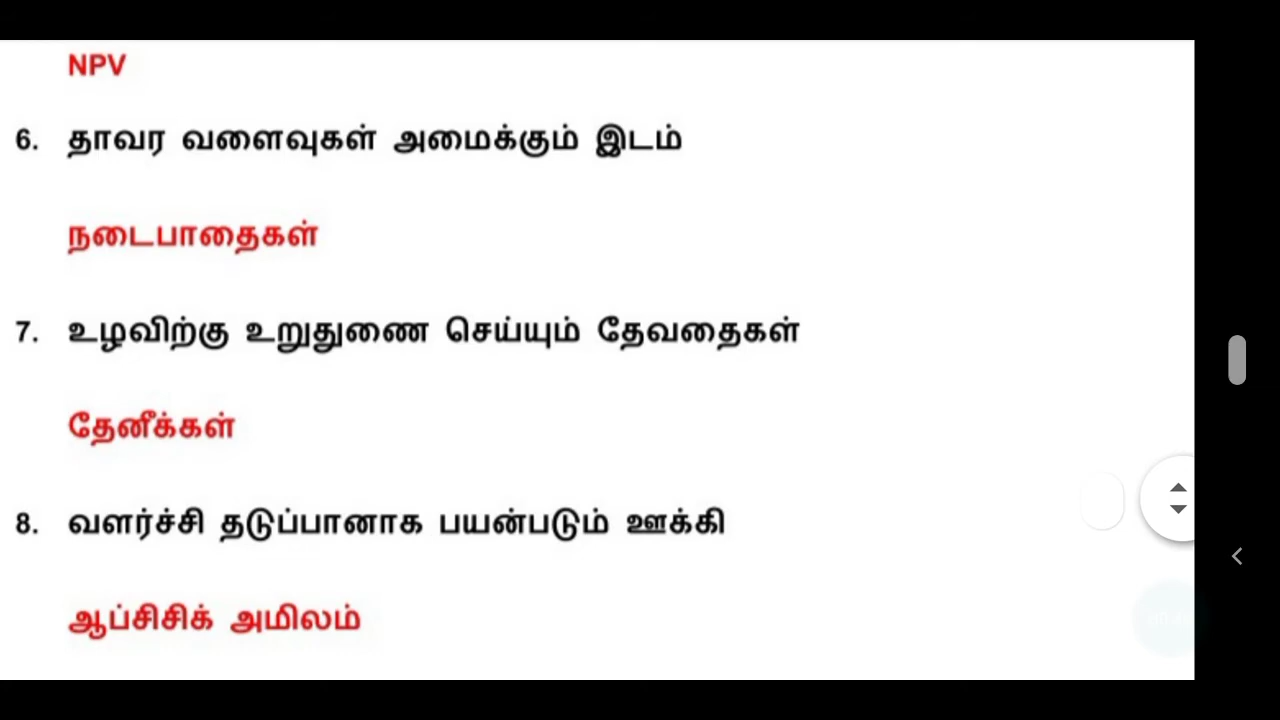 NPV
6. தாவர வளைவுகள் அமைக்கும் இடம்
நடைபாதைகள்
7. உழவிற்கு உறுதுணை செய்யும் தேவதைகள்
தேனீக்கள்
8. வளர்ச்சி தடுப்பானாக பயன்படும் ஊக்கி
ஆப்சிசிக் அமிலம்